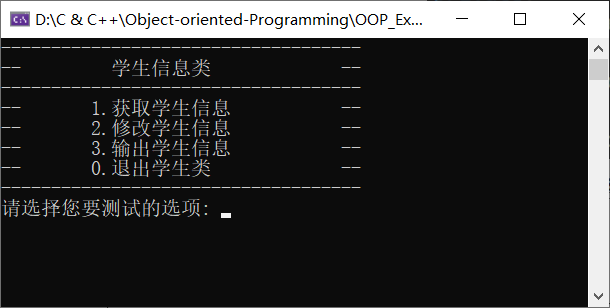 D:\C & C++\Object-oriented-Programming\OOP_Ex...
------------------------------------
--         学生信息类             --
------------------------------------
--       1.获取学生信息           --
--       2.修改学生信息           --
--       3.输出学生信息           --
--       0.退出学生类             --
------------------------------------
请选择您要测试的选项: